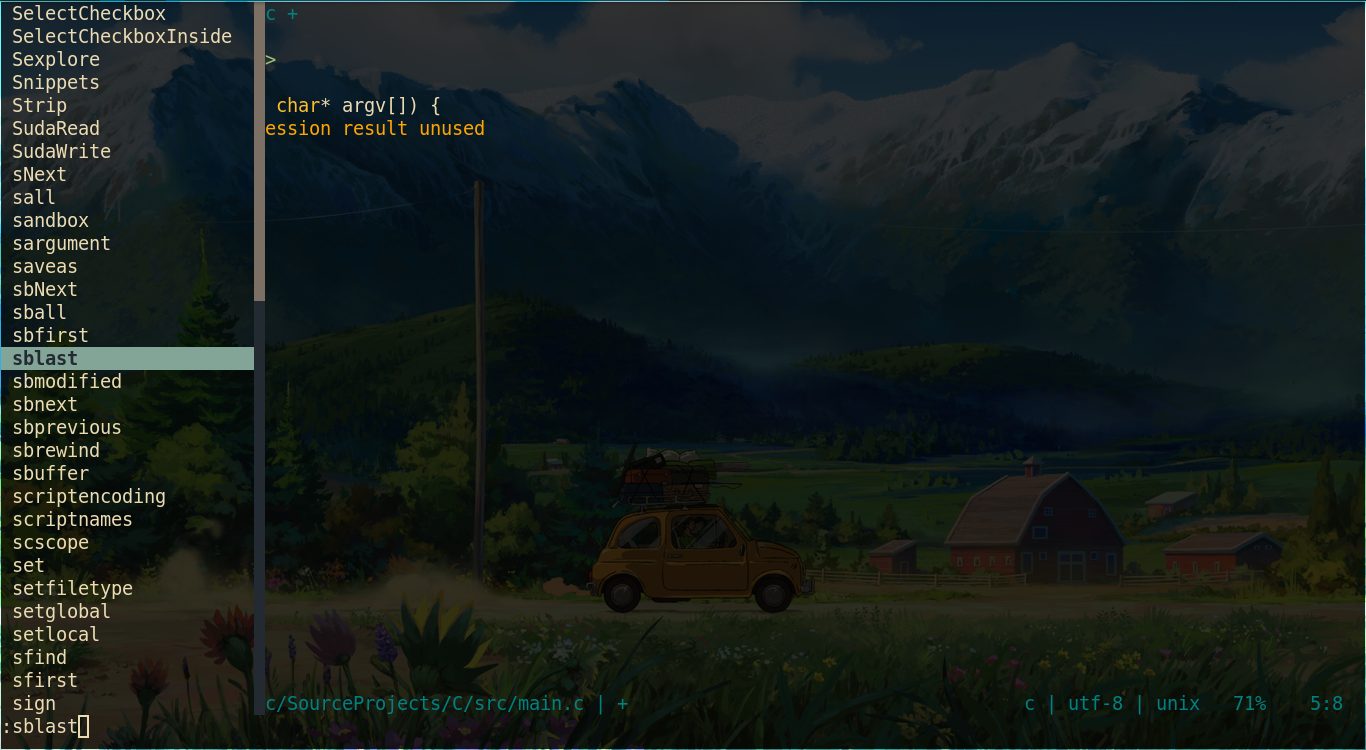 SelectCheckbox c +
SelectCheckboxInside
Sexplore >
Snippets
Strip char* argv[]) {
SudaRead ession result unused
SudaWrite
sNext
sall
sandbox
sargument
saveas
sbNext
sball
sbfirst
sblast
sbmodified
sbnext
sbprevious
sbrewind
sbuffer
scriptencoding
scriptnames
scscope
set
setfiletype
setglobal
setlocal
sfind
sfirst
sign c/SourceProjects/C/src/main.c | + c | utf-8 | unix 71% 5:8
:sblast